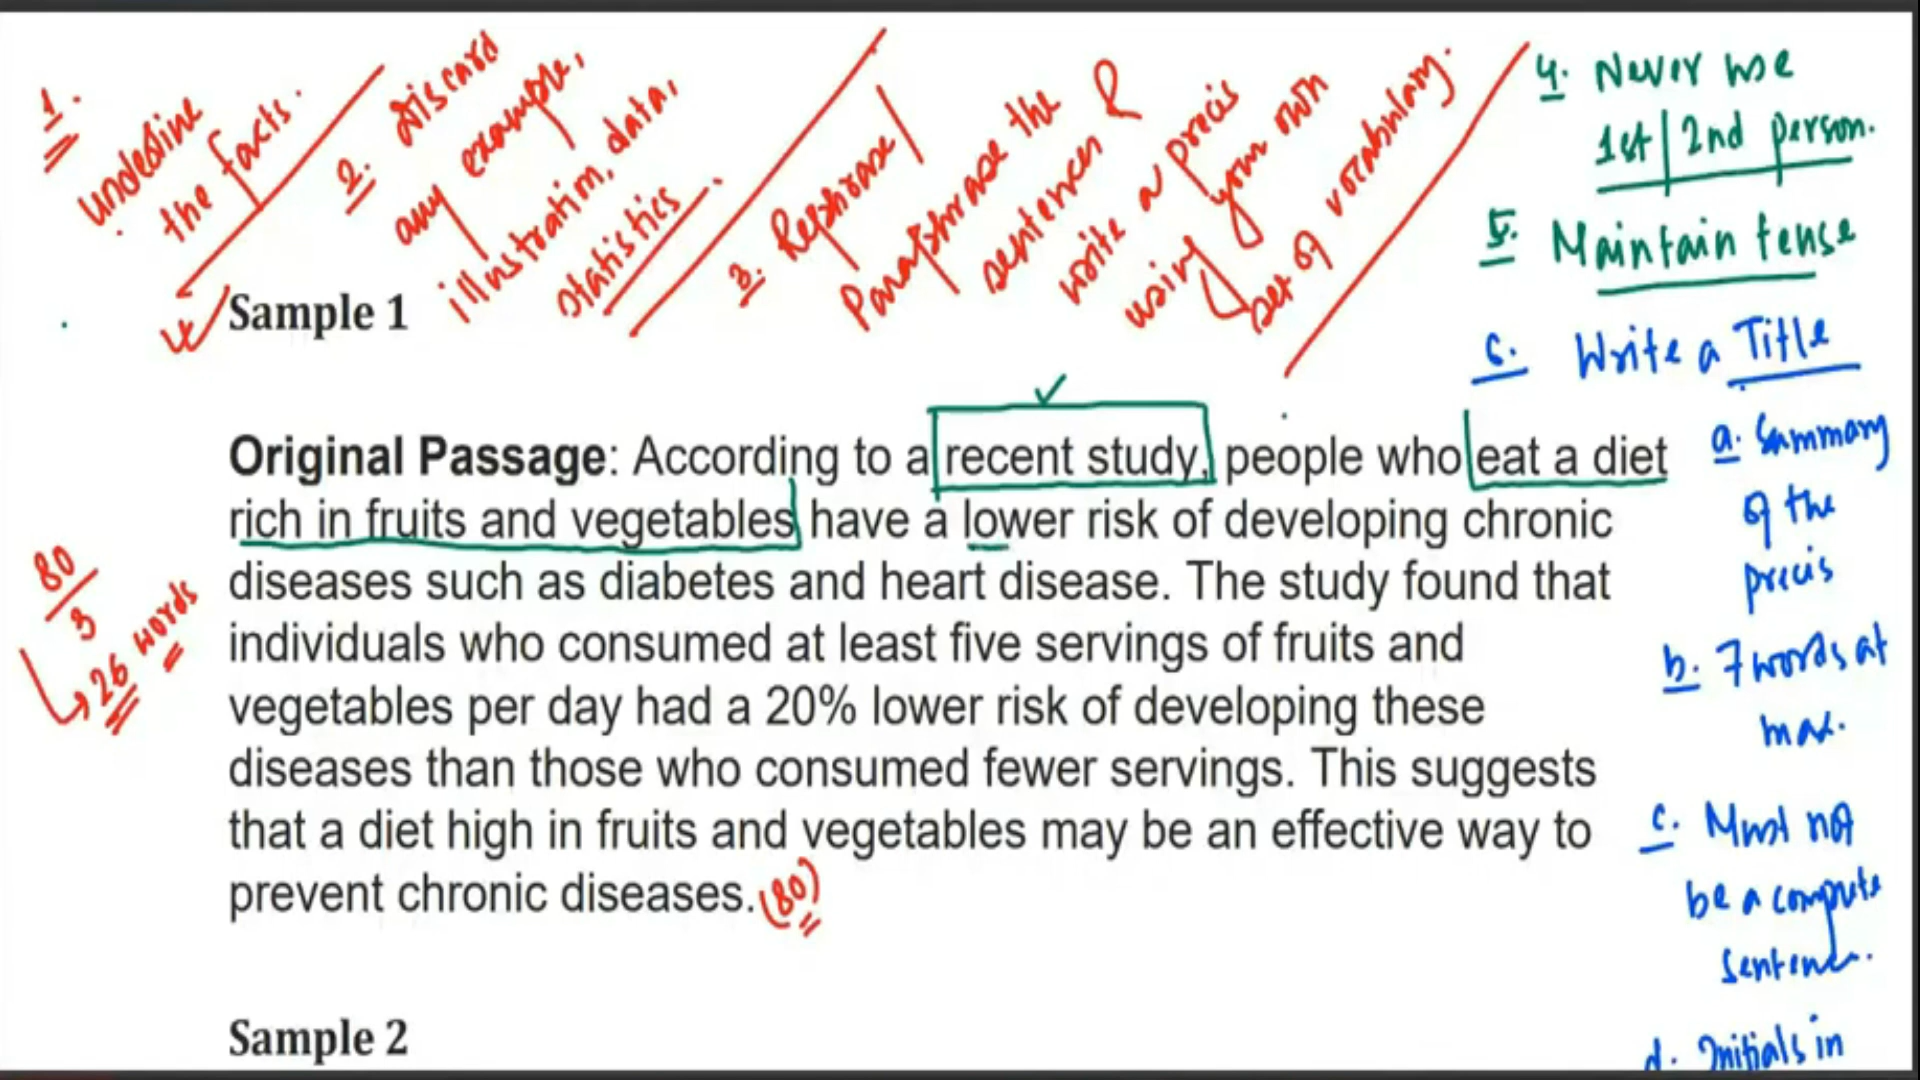 1.
underline
the facts.
2. Discard
any example,
illustration, data,
statistics.
3. Rephrase /
Paraphrase the
sentences &
write a precis
using your own
set of vocabulary.
4. Never use
1st / 2nd person.
5. Maintain tense
6. Write a Title
a. Summary
of the
precis
b. 7 words at
max.
c. Must not
be a complete
sentence.
d. Initials in
Sample 1
Original Passage: According to a recent study, people who eat a diet
rich in fruits and vegetables have a lower risk of developing chronic
diseases such as diabetes and heart disease. The study found that
individuals who consumed at least five servings of fruits and
vegetables per day had a 20% lower risk of developing these
diseases than those who consumed fewer servings. This suggests
that a diet high in fruits and vegetables may be an effective way to
prevent chronic diseases. (80)
80
3
26 words
Sample 2